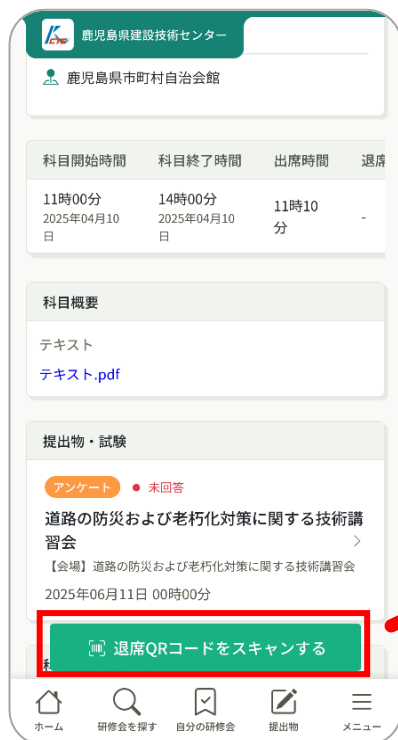 鹿児島県建設技術センター
鹿児島県市町村自治会館
科目開始時間 科目終了時間 出席時間 退席
11時00分 14時00分 11時10分 -
2025年04月10日 2025年04月10日
科目概要
テキスト
テキスト.pdf
提出物・試験
アンケート ● 未回答
道路の防災および老朽化対策に関する技術講
習会
【会場】道路の防災および老朽化対策に関する技術講習会
2025年06月11日 00時00分
退席QRコードをスキャンする
ホーム 研修会を探す 自分の研修会 提出物 メニュー